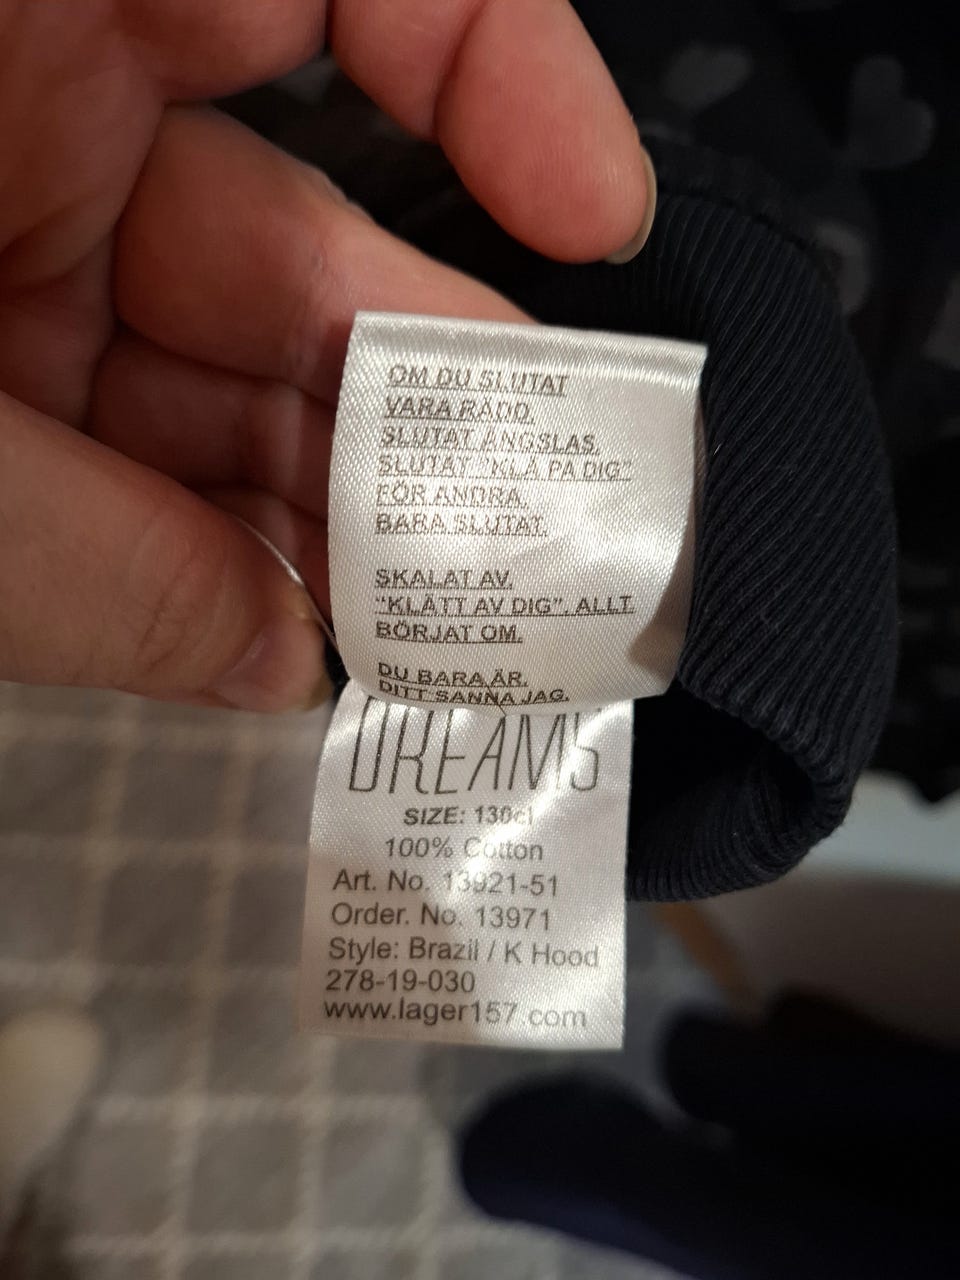 OM DU SLUTAT
VARA RÄDD.
SLUTAT ÄNGSLAS.
SLUTAT "KLÄ PÅ DIG"
FÖR ANDRA.
BARA SLUTAT.
SKALAT AV.
"KLÄTT AV DIG". ALLT.
BÖRJAT OM.
DU BARA ÄR.
DITT SANNA JAG.
DREAMS
SIZE: 130cl
100% Cotton
Art. No. 13921-51
Order. No. 13971
Style: Brazil / K Hood
278-19-030
www.lager157.com